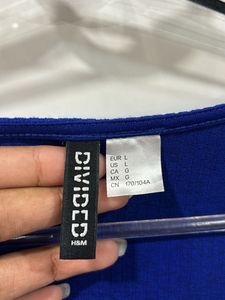 DIVIDED
H&M
EUR L
US L
CA G
MX G
CN 170/104A